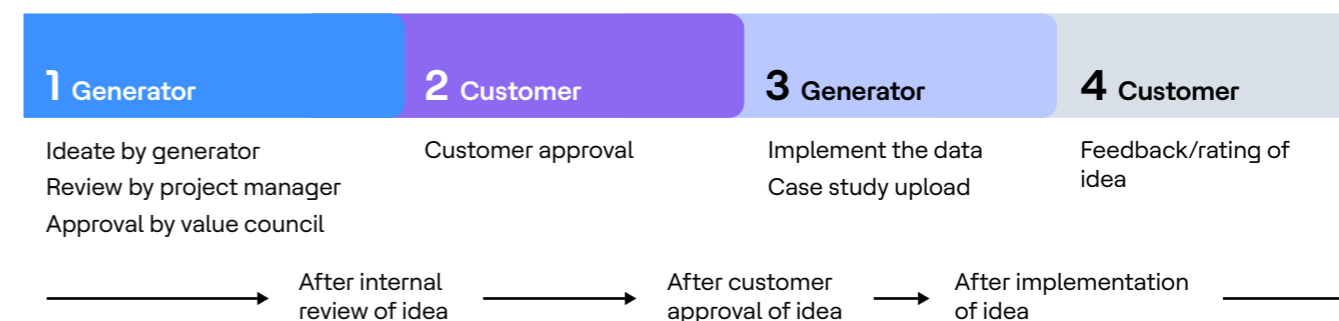 1 Generator
2 Customer
3 Generator
4 Customer
Ideate by generator
Review by project manager
Approval by value council
Customer approval
Implement the data
Case study upload
Feedback/rating of
idea
After internal
review of idea
After customer
approval of idea
After implementation
of idea